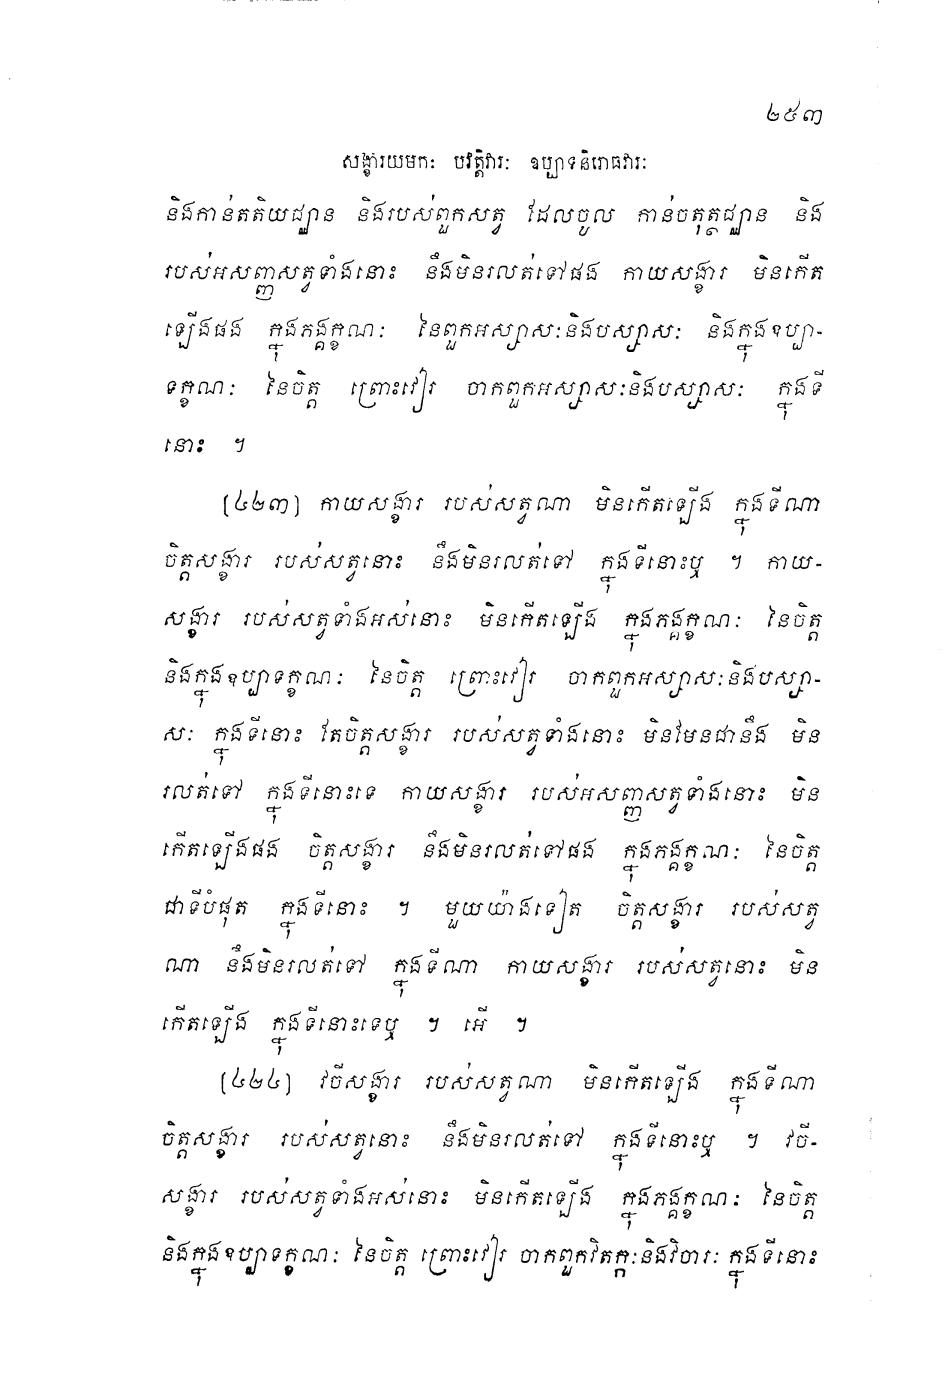 ២៥៣
សង្ខារយមកៈ បវត្តិវារៈ ឧប្បាទនិរោធវារៈ
និងកាន់តតិយជ្ឈាន និងរបស់ពួកសត្វ ដែលចូល កាន់ចតុត្ថជ្ឈាន និង
របស់អសញ្ញសត្វទាំងនោះ នឹងមិនរលត់ទៅផង កាយសង្ខារ មិនកើត
ឡើងផង ក្នុងភង្គក្ខណៈ នៃពួកអស្សាសៈនិងបស្សាសៈ និងក្នុងឧប្បា-
ទក្ខណៈ នៃចិត្ត ព្រោះវៀរ ចាកពួកអស្សាសៈនិងបស្សាសៈ ក្នុងទី
នោះ ។
[៤២៣] កាយសង្ខារ របស់សត្វណា មិនកើតឡើង ក្នុងទីណា
ចិត្តសង្ខារ របស់សត្វនោះ នឹងមិនរលត់ទៅ ក្នុងទីនោះឬ ។ កាយ-
សង្ខារ របស់សត្វទាំងអស់នោះ មិនកើតឡើង ក្នុងភង្គក្ខណៈ នៃចិត្ត
និងក្នុងឧប្បាទក្ខណៈ នៃចិត្ត ព្រោះវៀរ ចាកពួកអស្សាសៈនិងបស្សា-
សៈ ក្នុងទីនោះ តែចិត្តសង្ខារ របស់សត្វទាំងនោះ មិនមែនជានឹង មិន
រលត់ទៅ ក្នុងទីនោះទេ កាយសង្ខារ របស់អសញ្ញសត្វទាំងនោះ មិន
កើតឡើងផង ចិត្តសង្ខារ នឹងមិនរលត់ទៅផង ក្នុងភង្គក្ខណៈ នៃចិត្ត
ជាទីបំផុត ក្នុងទីនោះ ។ មួយយ៉ាងទៀត ចិត្តសង្ខារ របស់សត្វ
ណា នឹងមិនរលត់ទៅ ក្នុងទីណា កាយសង្ខារ របស់សត្វនោះ មិន
កើតឡើង ក្នុងទីនោះទេឬ ។ អើ ។
[៤២៤] វចីសង្ខារ របស់សត្វណា មិនកើតឡើង ក្នុងទីណា
ចិត្តសង្ខារ របស់សត្វនោះ នឹងមិនរលត់ទៅ ក្នុងទីនោះឬ ។ វចី-
សង្ខារ របស់សត្វទាំងអស់នោះ មិនកើតឡើង ក្នុងភង្គក្ខណៈ នៃចិត្ត
និងក្នុងឧប្បាទក្ខណៈ នៃចិត្ត ព្រោះវៀរ ចាកពួកវិតក្កៈនិងវិចារៈ ក្នុងទីនោះ